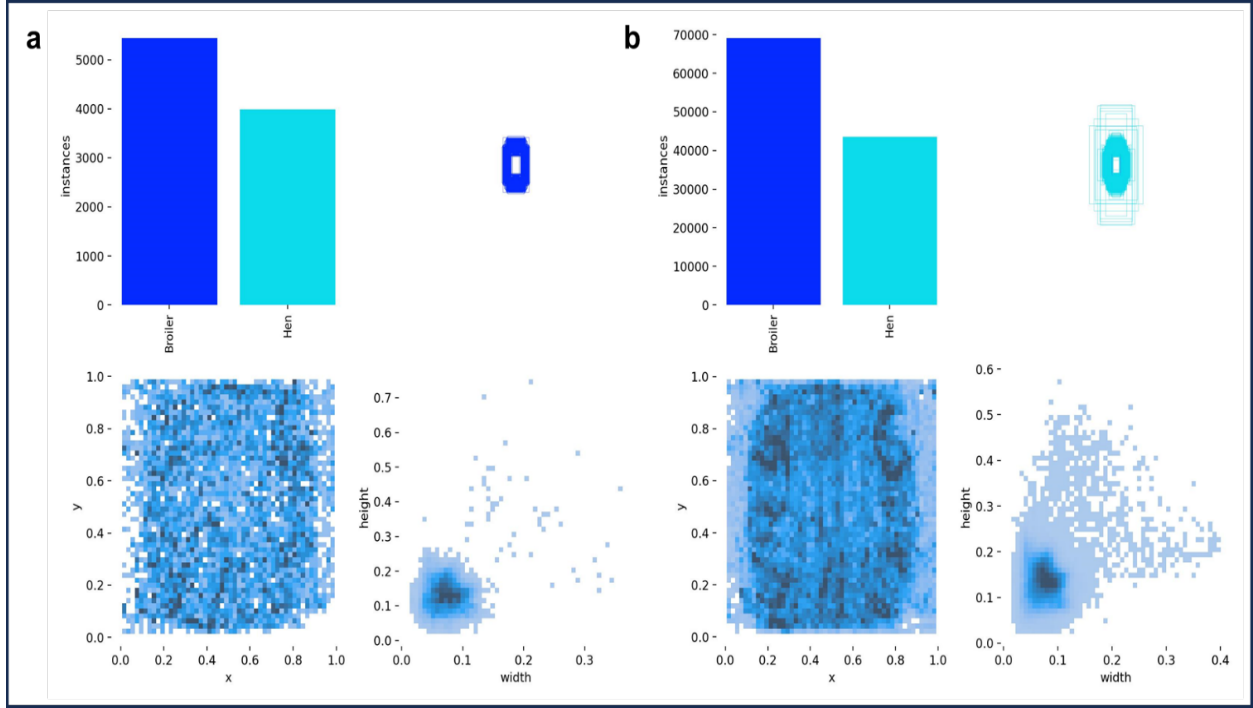 a
instances
5000
4000
3000
2000
1000
0
Broiler
Hen
y
1.0
0.8
0.6
0.4
0.2
0.0
0.0 0.2 0.4 0.6 0.8 1.0
x
height
0.7
0.6
0.5
0.4
0.3
0.2
0.1
0.0
0.0 0.1 0.2 0.3
width
b
instances
70000
60000
50000
40000
30000
20000
10000
0
Broiler
Hen
y
1.0
0.8
0.6
0.4
0.2
0.0
0.0 0.2 0.4 0.6 0.8 1.0
x
height
0.6
0.5
0.4
0.3
0.2
0.1
0.0
0.0 0.1 0.2 0.3 0.4
width